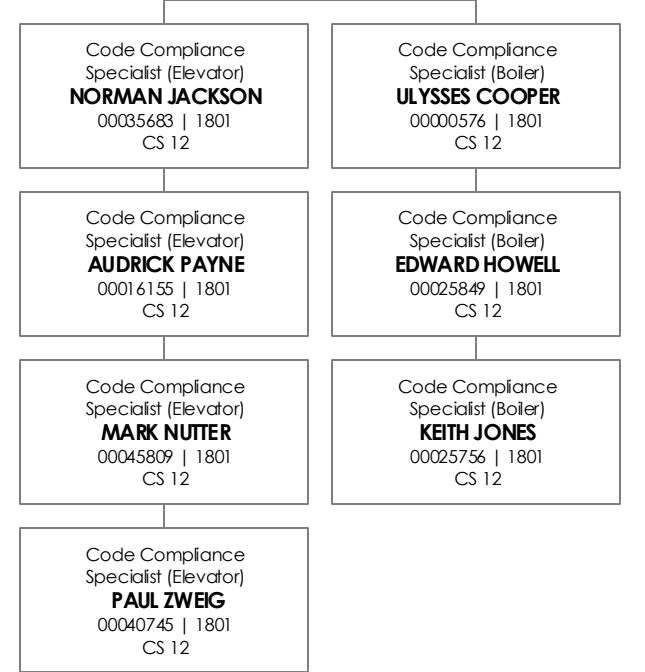 Code Compliance
Specialist (Elevator)
NORMAN JACKSON
00035683 | 1801
CS 12
Code Compliance
Specialist (Boiler)
ULYSSES COOPER
00000576 | 1801
CS 12
Code Compliance
Specialist (Elevator)
AUDRICK PAYNE
00016155 | 1801
CS 12
Code Compliance
Specialist (Boiler)
EDWARD HOWELL
00025849 | 1801
CS 12
Code Compliance
Specialist (Elevator)
MARK NUTTER
00045809 | 1801
CS 12
Code Compliance
Specialist (Boiler)
KEITH JONES
00025756 | 1801
CS 12
Code Compliance
Specialist (Elevator)
PAUL ZWEIG
00040745 | 1801
CS 12